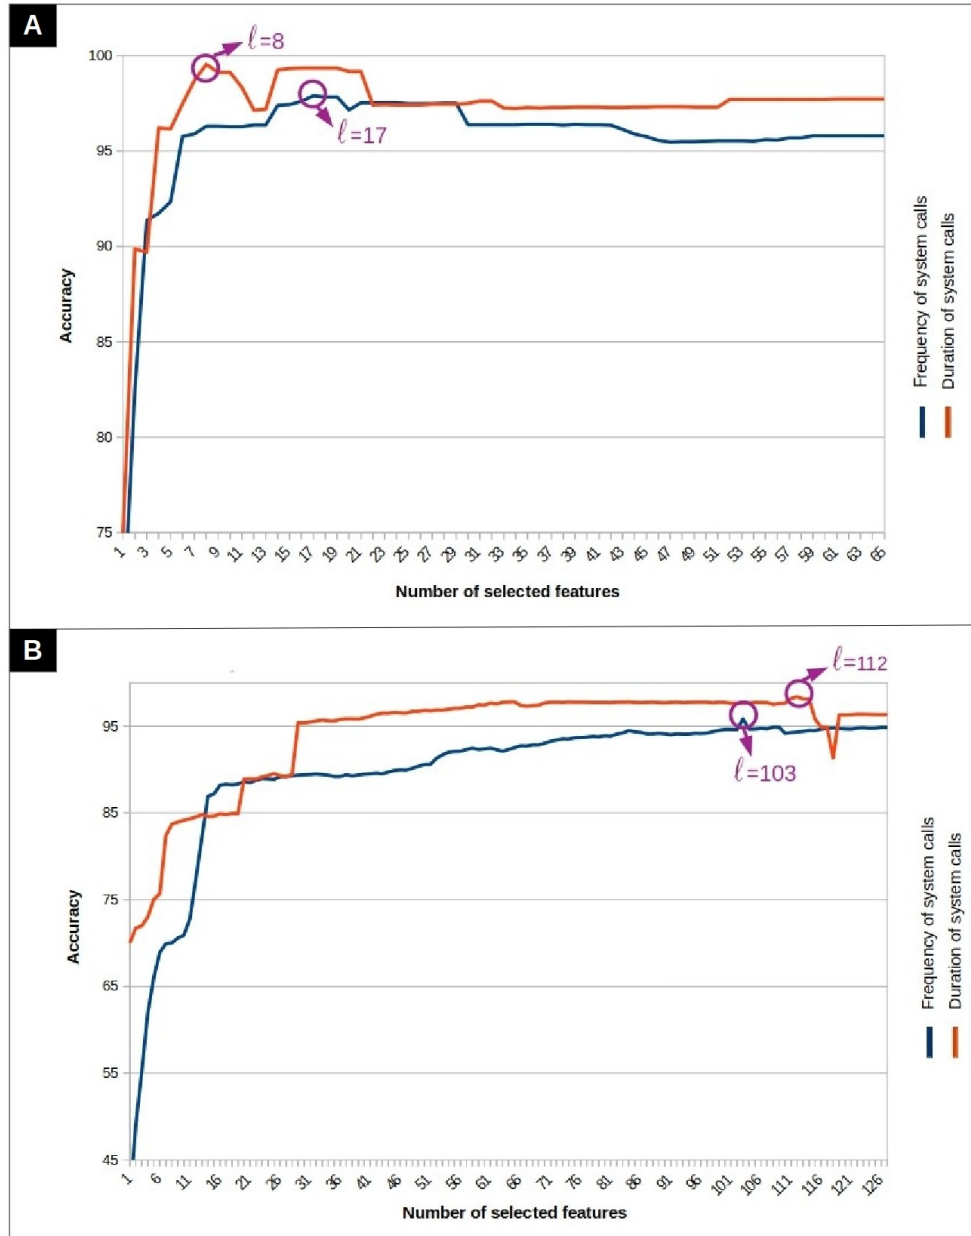 A
ℓ=8
ℓ=17
100
95
90
85
80
75
Accuracy
1 3 5 7 9 11 13 15 17 19 21 23 25 27 29 31 33 35 37 39 41 43 45 47 49 51 53 55 57 59 61 63 65
Number of selected features
Frequency of system calls
Duration of system calls
B
ℓ=112
ℓ=103
95
85
75
65
55
45
Accuracy
1 6 11 16 21 26 31 36 41 46 51 56 61 66 71 76 81 86 91 96 101 106 111 116 121 126
Number of selected features
Frequency of system calls
Duration of system calls